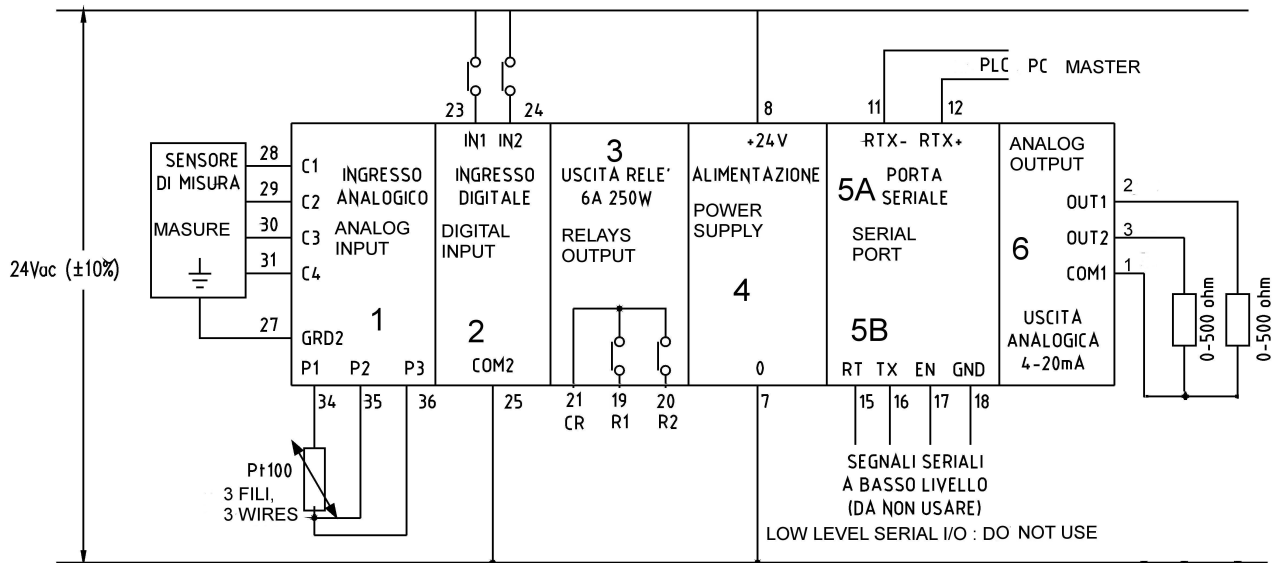 PLC PC MASTER
23 24 8 11 12
IN1 IN2 3 +24V RTX- RTX+ ANALOG
OUTPUT
SENSORE
DI MISURA
MASURE
28 C1
29 C2
30 C3
31 C4
27 GRD2
INGRESSO
ANALOGICO
ANALOG
INPUT
1
P1 P2 P3
INGRESSO
DIGITALE
DIGITAL
INPUT
2
COM2
USCITA RELE'
6A 250W
RELAYS
OUTPUT
ALIMENTAZIONE
POWER
SUPPLY
4
0
5A PORTA
SERIALE
SERIAL
PORT
5B
RT TX EN GND
OUT1 2
OUT2 3
COM1 1
6
USCITA
ANALOGICA
4-20mA
0-500 ohm
0-500 ohm
24Vac (±10%)
34 35 36 25 21 19 20 7 15 16 17 18
CR R1 R2
Pt100
3 FILI,
3 WIRES
SEGNALI SERIALI
A BASSO LIVELLO
(DA NON USARE)
LOW LEVEL SERIAL I/O : DO NOT USE